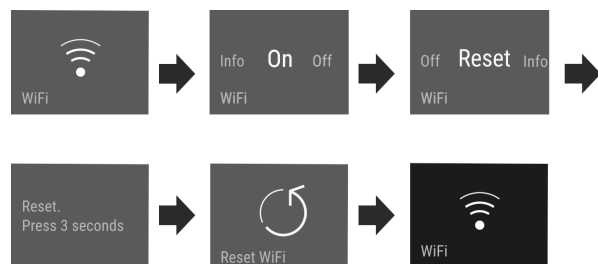 WiFi
Info On Off
WiFi
Off Reset Info
WiFi
Reset.
Press 3 seconds
Reset WiFi
WiFi